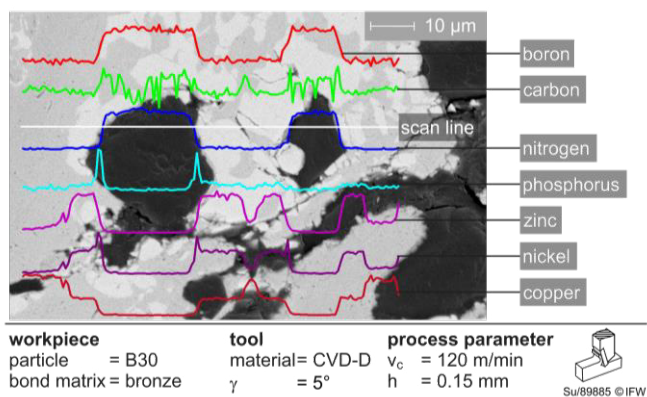 10 µm
boron
carbon
scan line
nitrogen
phosphorus
zinc
nickel
copper
workpiece
particle = B30
bond matrix = bronze
tool
material= CVD-D
γ = 5°
process parameter
vc = 120 m/min
h = 0.15 mm
Su/89885 © IFW